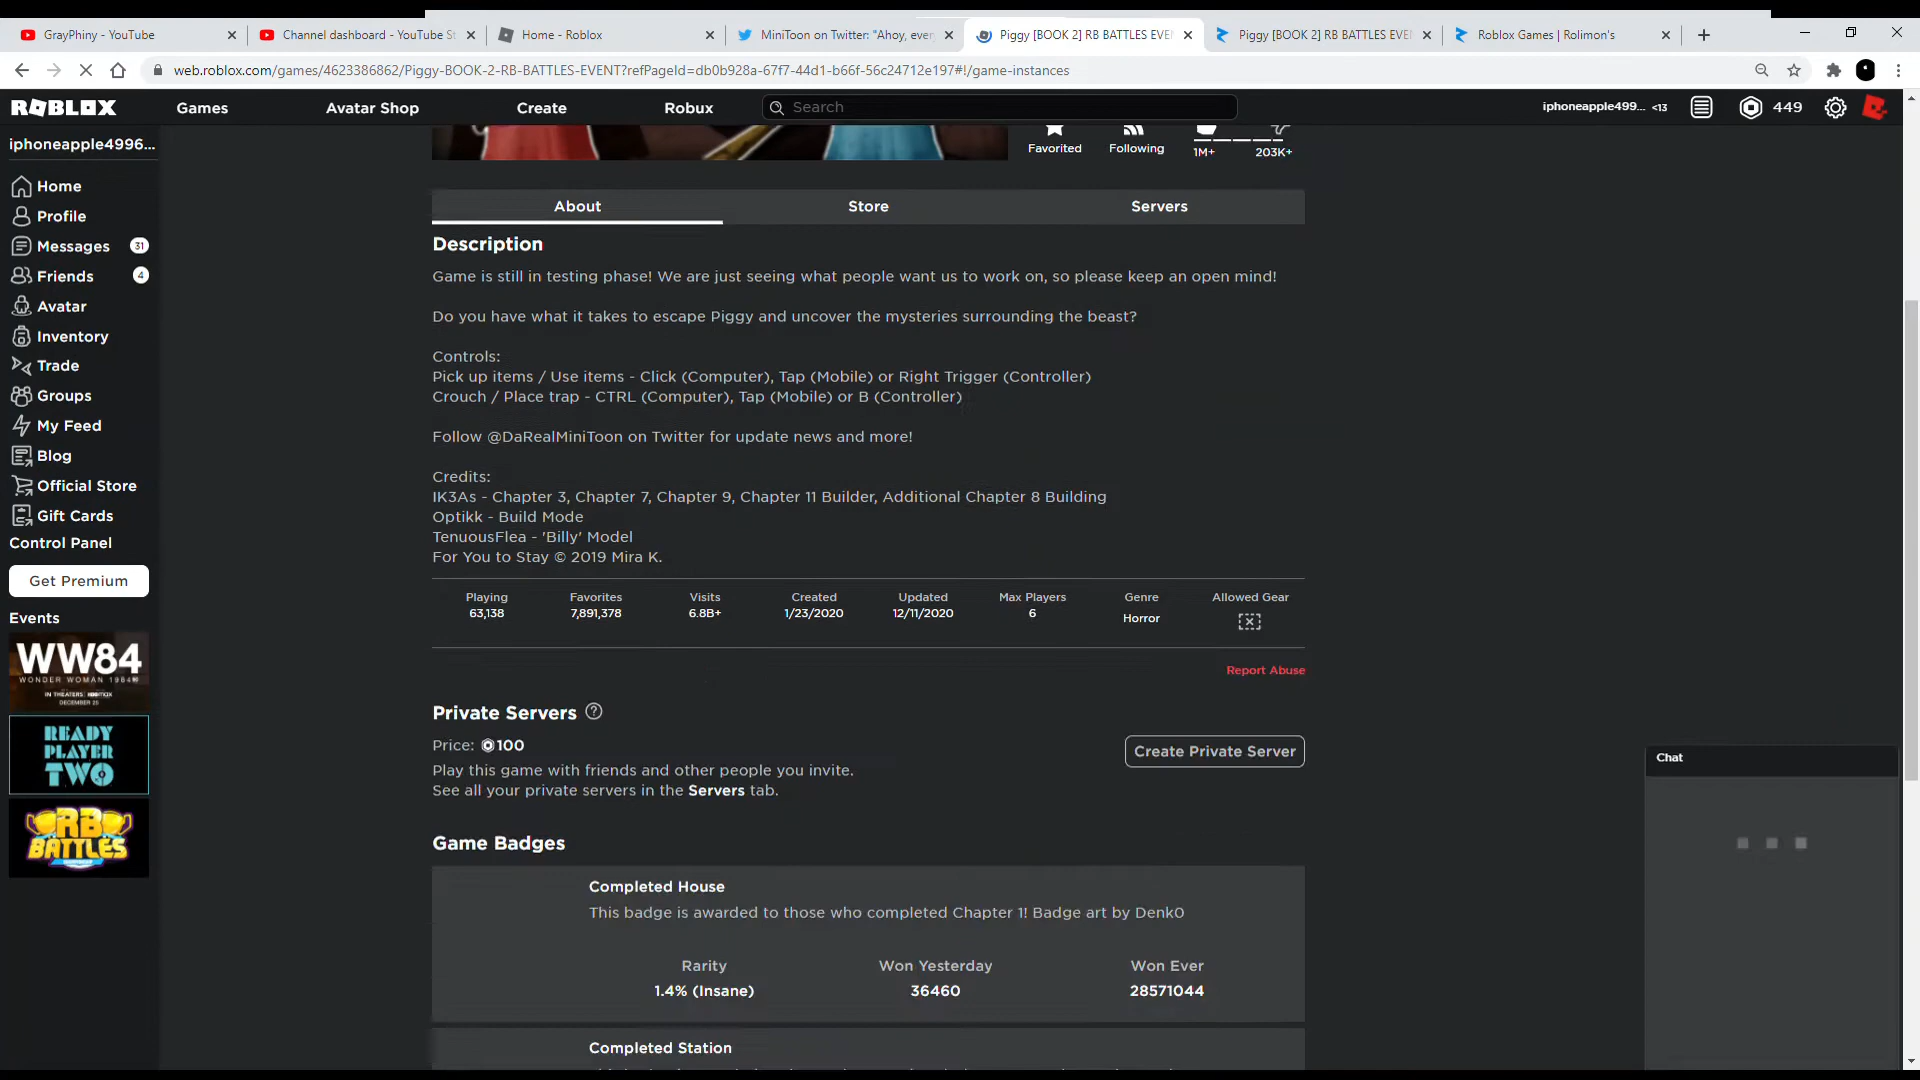 GrayPhiny - YouTube
Channel dashboard - YouTube St
Home - Roblox
MiniToon on Twitter: "Ahoy, ever
Piggy [BOOK 2] RB BATTLES EVE
Piggy [BOOK 2] RB BATTLES EVE
Roblox Games | Rolimon's
web.roblox.com/games/4623386862/Piggy-BOOK-2-RB-BATTLES-EVENT?refPageId=db0b928a-67f7-44d1-b66f-56c24712e197#!/game-instances
ROBLOX
Games
Avatar Shop
Create
Robux
Search
iphoneapple499... <13
449
iphoneapple4996...
Home
Profile
Messages 31
Friends 4
Avatar
Inventory
Trade
Groups
My Feed
Blog
Official Store
Gift Cards
Control Panel
Get Premium
Events
WW84
WONDER WOMAN 1984
IN THEATERS HBOMAX
DECEMBER 25
READY
PLAYER
TWO
RB
BATTLES
Favorited
Following
1M+
203K+
About
Store
Servers
Description
Game is still in testing phase! We are just seeing what people want us to work on, so please keep an open mind!
Do you have what it takes to escape Piggy and uncover the mysteries surrounding the beast?
Controls:
Pick up items / Use items - Click (Computer), Tap (Mobile) or Right Trigger (Controller)
Crouch / Place trap - CTRL (Computer), Tap (Mobile) or B (Controller)
Follow @DaRealMiniToon on Twitter for update news and more!
Credits:
IK3As - Chapter 3, Chapter 7, Chapter 9, Chapter 11 Builder, Additional Chapter 8 Building
Optikk - Build Mode
TenuousFlea - 'Billy' Model
For You to Stay © 2019 Mira K.
Playing
Favorites
Visits
Created
Updated
Max Players
Genre
Allowed Gear
63,138
7,891,378
6.8B+
1/23/2020
12/11/2020
6
Horror
Report Abuse
Private Servers
Price: 100
Create Private Server
Play this game with friends and other people you invite.
See all your private servers in the Servers tab.
Game Badges
Completed House
This badge is awarded to those who completed Chapter 1! Badge art by Denk0
Rarity
Won Yesterday
Won Ever
1.4% (Insane)
36460
28571044
Completed Station
Chat